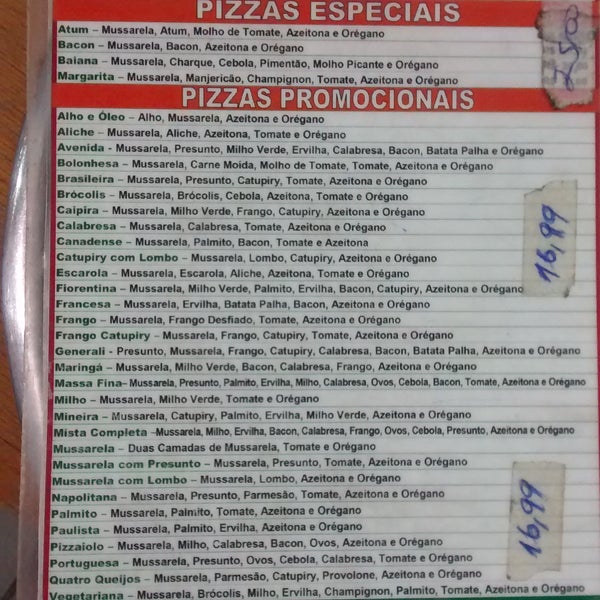 PIZZAS ESPECIAIS
Atum – Mussarela, Atum, Molho de Tomate, Azeitona e Orégano
Bacon – Mussarela, Bacon, Azeitona e Orégano
Baiana – Mussarela, Charque, Cebola, Pimentão, Molho Picante e Orégano
Margarita – Mussarela, Manjericão, Champignon, Tomate, Azeitona e Orégano
PIZZAS PROMOCIONAIS
Alho e Óleo – Alho, Mussarela, Azeitona e Orégano
Aliche – Mussarela, Aliche, Azeitona, Tomate e Orégano
Avenida - Mussarela, Presunto, Milho Verde, Ervilha, Calabresa, Bacon, Batata Palha e Orégano
Bolonhesa – Mussarela, Carne Moida, Molho de Tomate, Tomate, Azeitona e Orégano
Brasileira – Mussarela, Presunto, Catupiry, Tomate, Azeitona e Orégano
Brócolis – Mussarela, Brócolis, Cebola, Azeitona, Tomate e Orégano
Caipira – Mussarela, Milho Verde, Frango, Catupiry, Azeitona e Orégano
16,99
Calabresa – Mussarela, Calabresa, Tomate, Azeitona e Orégano
Canadense – Mussarela, Palmito, Bacon, Tomate e Azeitona
Catupiry com Lombo – Mussarela, Lombo, Catupiry, Azeitona e Orégano
Escarola – Mussarela, Escarola, Aliche, Azeitona, Tomate e Orégano
Fiorentina – Mussarela, Milho Verde, Palmito, Ervilha, Bacon, Catupiry, Azeitona e Orégano
Francesa – Mussarela, Ervilha, Batata Palha, Bacon, Azeitona e Orégano
Frango – Mussarela, Frango Desfiado, Tomate, Azeitona e Orégano
Frango Catupiry – Mussarela, Frango, Catupiry, Tomate, Azeitona e Orégano
Generali - Presunto, Mussarela, Frango, Catupiry, Calabresa, Bacon, Batata Palha, Azeitona e Orégano
Maringá – Mussarela, Milho Verde, Bacon, Calabresa, Frango, Azeitona e Orégano
Massa Fina– Mussarela, Presunto, Palmito, Ervilha, Milho, Calabresa, Ovos, Cebola, Bacon, Tomate, Azeitona e Orégano
Milho – Mussarela, Milho Verde, Tomate e Orégano
Mineira – Mussarela, Catupiry, Palmito, Ervilha, Milho Verde, Azeitona e Orégano
Mista Completa –Mussarela, Milho, Ervilha, Bacon, Calabresa, Frango, Ovos, Cebola, Presunto, Azeitona e Orégano
Mussarela – Duas Camadas de Mussarela, Tomate e Orégano
Mussarela com Presunto – Mussarela, Presunto, Tomate, Azeitona e Orégano
Mussarela com Lombo – Mussarela, Lombo, Azeitona e Orégano
Napolitana – Mussarela, Presunto, Parmesão, Tomate, Azeitona e Orégano
Palmito – Mussarela, Palmito, Tomate, Azeitona e Orégano
16,99
Paulista – Mussarela, Palmito, Ervilha, Azeitona e Orégano
Pizzaiolo – Mussarela, Milho, Calabresa, Bacon, Ovos, Azeitona e Orégano
Portuguesa – Mussarela, Presunto, Ovos, Cebola, Calabresa, Tomate e Orégano
Quatro Queijos – Mussarela, Parmesão, Catupiry, Provolone, Azeitona e Orégano
Vegetariana – Mussarela, Brócolis, Milho, Ervilha, Champignon, Palmito, Tomate, Azeitona e Orégano